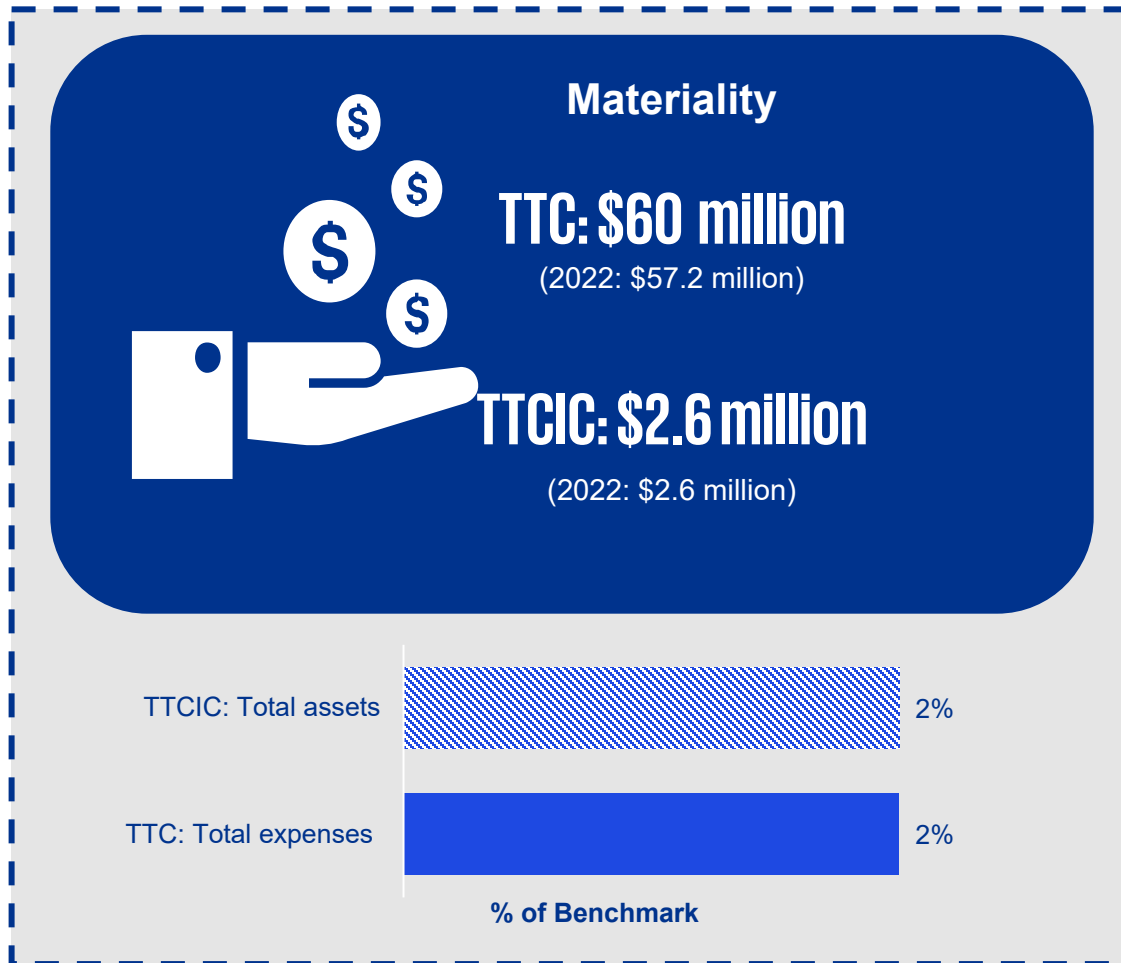 Materiality
$
$
$
$
TTC: $60 million
(2022: $57.2 million)
TTCIC: $2.6 million
(2022: $2.6 million)
TTCIC: Total assets 2%
TTC: Total expenses 2%
% of Benchmark